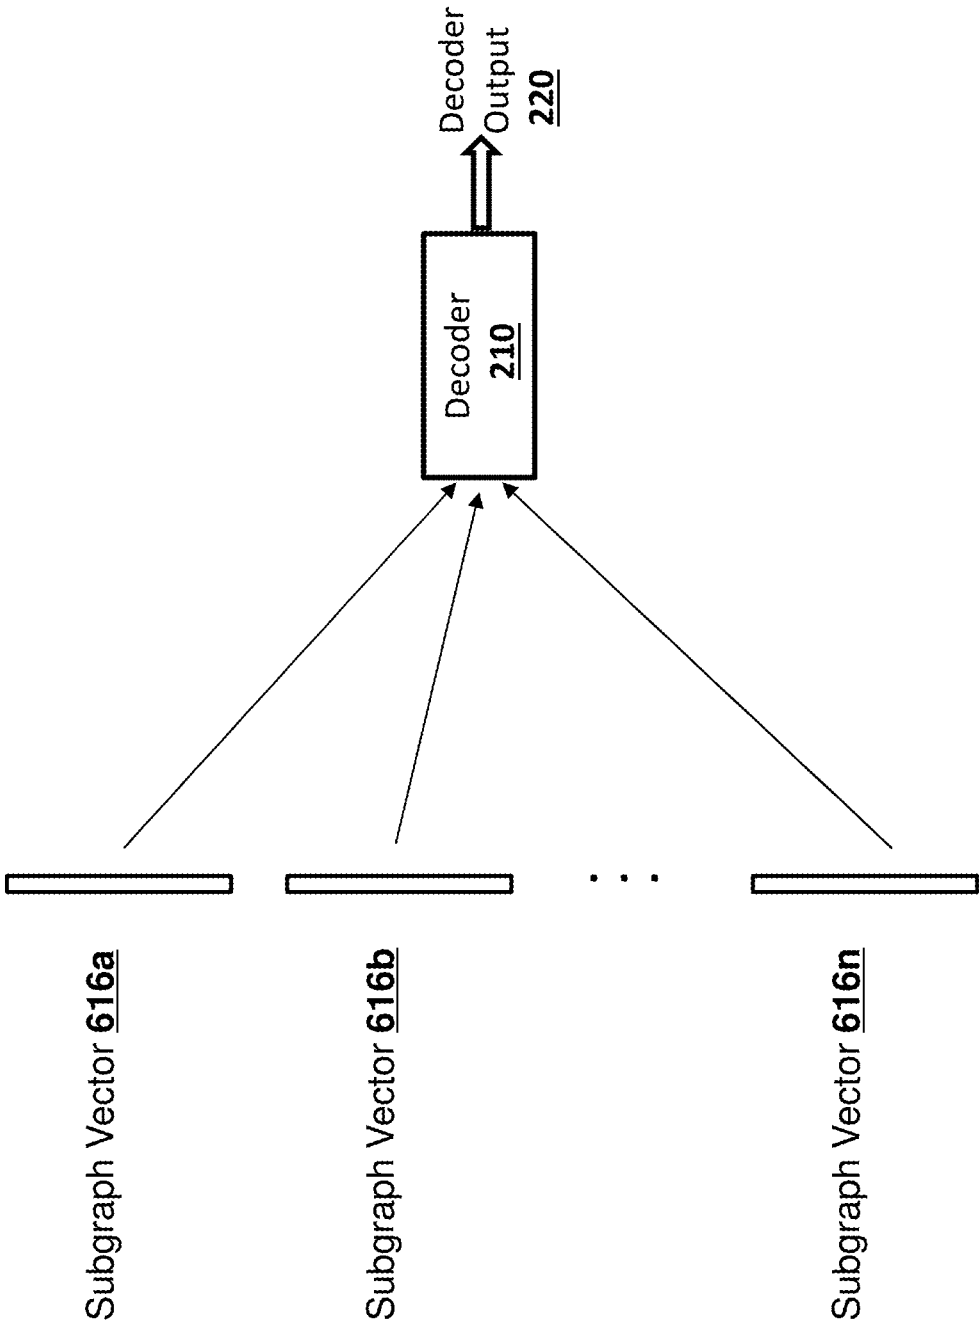 Subgraph Vector 616a
Subgraph Vector 616b
. . .
Subgraph Vector 616n
Decoder
210
Decoder
Output
220